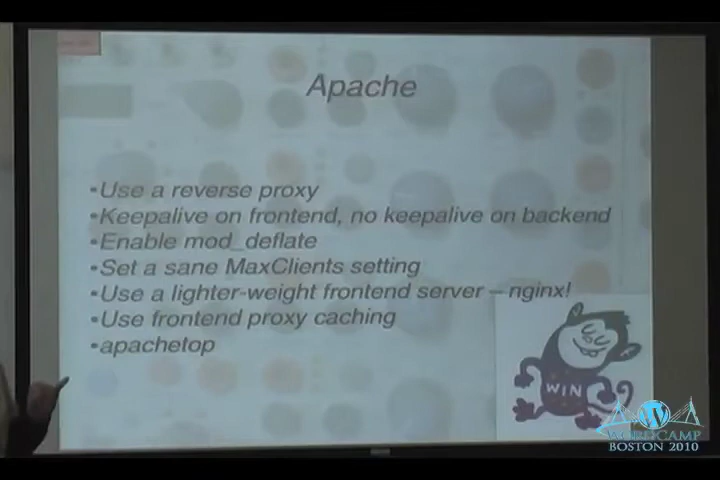 Apache
•Use a reverse proxy
•Keepalive on frontend, no keepalive on backend
•Enable mod_deflate
•Set a sane MaxClients setting
•Use a lighter-weight frontend server – nginx!
•Use frontend proxy caching
•apachetop
WIN
WORDCAMP
BOSTON 2010